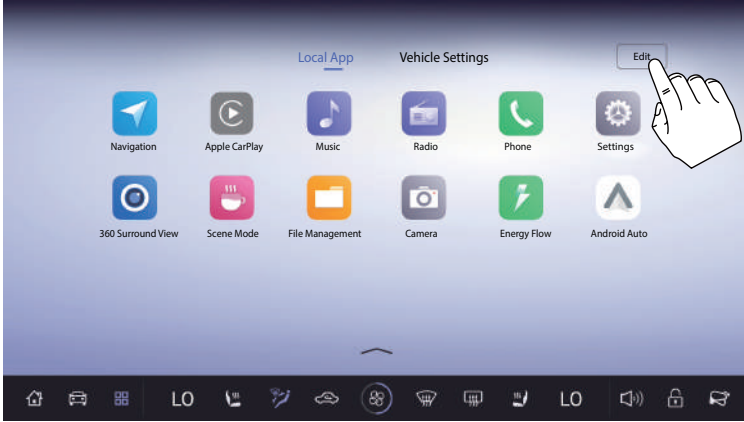 Local App Vehicle Settings Edit
Navigation Apple CarPlay Music Radio Phone Settings
360 Surround View Scene Mode File Management Camera Energy Flow Android Auto
LO LO